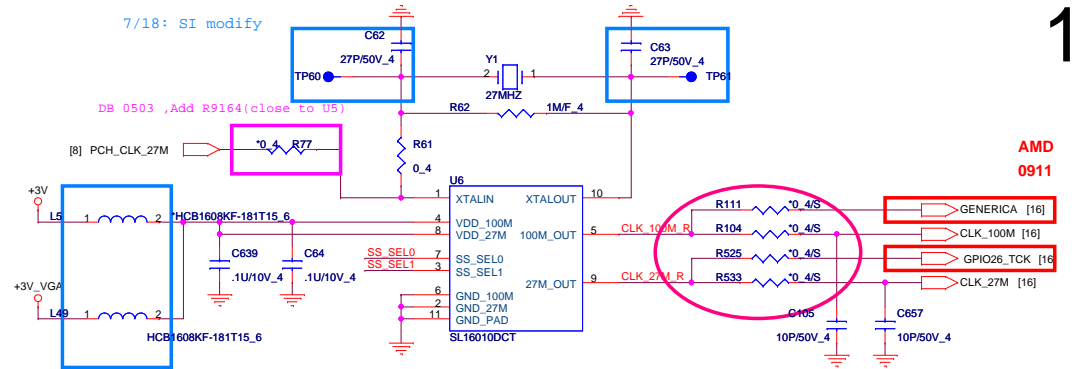 7/18: SI modify
1
C62
27P/50V_4
C63
27P/50V_4
TP60
TP61
Y1
2
1
27MHZ
DB 0503 ,Add R9164(close to U5)
R62
1M/F_4
[8] PCH_CLK_27M
*0_4
R77
R61
0_4
AMD
0911
+3V
L5
1
2
*HCB1608KF-181T15_6
+3V_VGA
L49
1
2
HCB1608KF-181T15_6
C639
.1U/10V_4
C64
.1U/10V_4
SS_SEL0
SS_SEL1
U6
1
XTALIN
XTALOUT
10
4
VDD_100M
8
VDD_27M
100M_OUT
5
7
SS_SEL0
3
SS_SEL1
27M_OUT
9
6
GND_100M
2
GND_27M
11
GND_PAD
SL16010DCT
CLK_100M_R
CLK_27M_R
R111
*0_4/S
GENERICA [16]
R104
*0_4/S
CLK_100M [16]
R525
*0_4/S
GPIO26_TCK [16
R533
*0_4/S
CLK_27M [16]
C105
10P/50V_4
C657
10P/50V_4